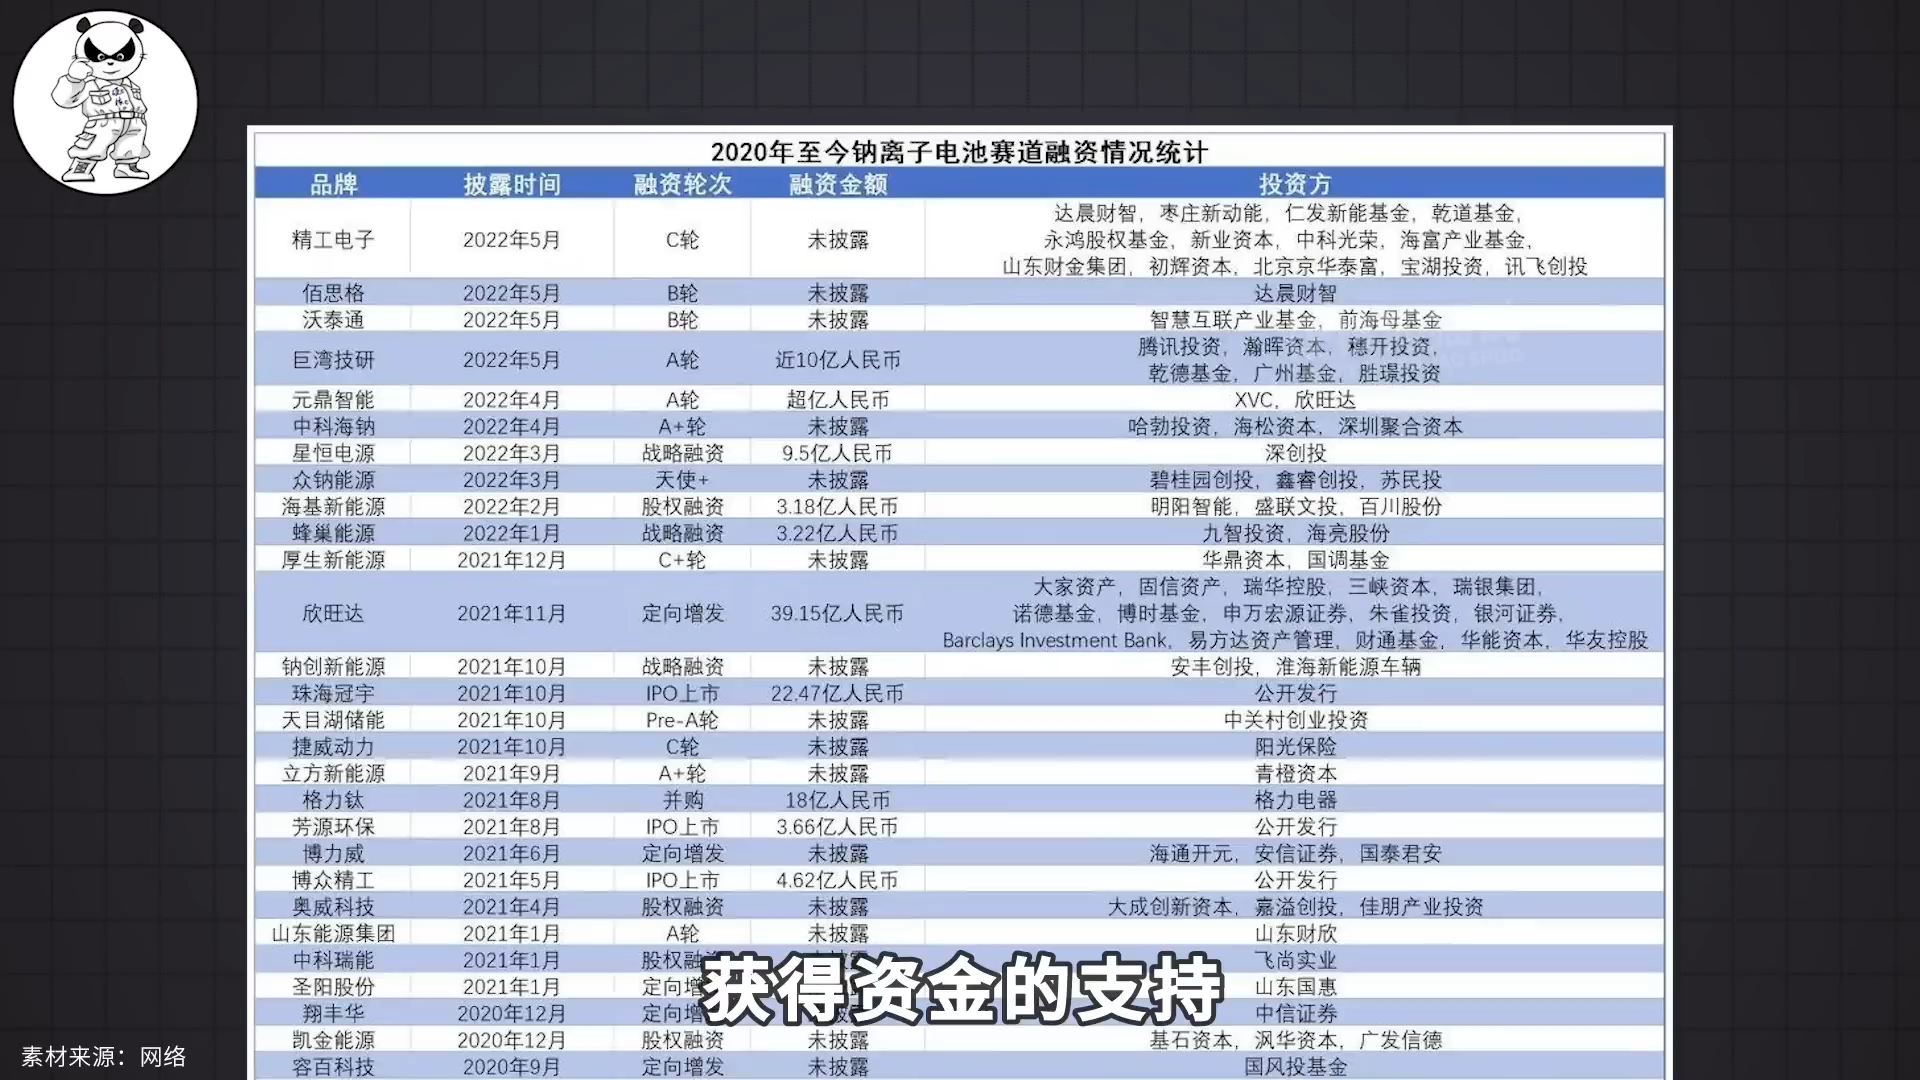 2020年至今钠离子电池赛道融资情况统计
品牌 披露时间 融资轮次 融资金额 投资方
精工电子 2022年5月 C轮 未披露 达晨财智，枣庄新动能，仁发新能基金，乾道基金，
永鸿股权基金，新业资本，中科光荣，海富产业基金，
山东财金集团，初辉资本，北京京华泰富，宝湖投资，讯飞创投
佰思格 2022年5月 B轮 未披露 达晨财智
沃泰通 2022年5月 B轮 未披露 智慧互联产业基金，前海母基金
巨湾技研 2022年5月 A轮 近10亿人民币 腾讯投资，瀚晖资本，穗开投资，
乾德基金，广州基金，胜璟投资
元鼎智能 2022年4月 A轮 超亿人民币 XVC，欣旺达
中科海钠 2022年4月 A+轮 未披露 哈勃投资，海松资本，深圳聚合资本
星恒电源 2022年3月 战略融资 9.5亿人民币 深创投
众钠能源 2022年3月 天使+ 未披露 碧桂园创投，鑫睿创投，苏民投
海基新能源 2022年2月 股权融资 3.18亿人民币 明阳智能，盛联文投，百川股份
蜂巢能源 2022年1月 战略融资 3.22亿人民币 九智投资，海亮股份
厚生新能源 2021年12月 C+轮 未披露 华鼎资本，国调基金
欣旺达 2021年11月 定向增发 39.15亿人民币 大家资产，固信资产，瑞华控股，三峡资本，瑞银集团，
诺德基金，博时基金，申万宏源证券，朱雀投资，银河证券，
Barclays Investment Bank，易方达资产管理，财通基金，华能资本，华友控股
钠创新能源 2021年10月 战略融资 未披露 安丰创投，淮海新能源车辆
珠海冠宇 2021年10月 IPO上市 22.47亿人民币 公开发行
天目湖储能 2021年10月 Pre-A轮 未披露 中关村创业投资
捷威动力 2021年10月 C轮 未披露 阳光保险
立方新能源 2021年9月 A+轮 未披露 青橙资本
格力钛 2021年8月 并购 18亿人民币 格力电器
芳源环保 2021年8月 IPO上市 3.66亿人民币 公开发行
博力威 2021年6月 定向增发 未披露 海通开元，安信证券，国泰君安
博众精工 2021年5月 IPO上市 4.62亿人民币 公开发行
奥威科技 2021年4月 股权融资 未披露 大成创新资本，嘉溢创投，佳朋产业投资
山东能源集团 2021年1月 A轮 未披露 山东财欣
中科瑞能 2021年1月 股权融 飞尚实业
圣阳股份 2021年1月 定向增 山东国惠
翔丰华 2020年12月 定向增 中信证券
凯金能源 2020年12月 股权融资 未披露 基石资本，沨华资本，广发信德
容百科技 2020年9月 定向增发 未披露 国风投基金
获得资金的支持
素材来源：网络